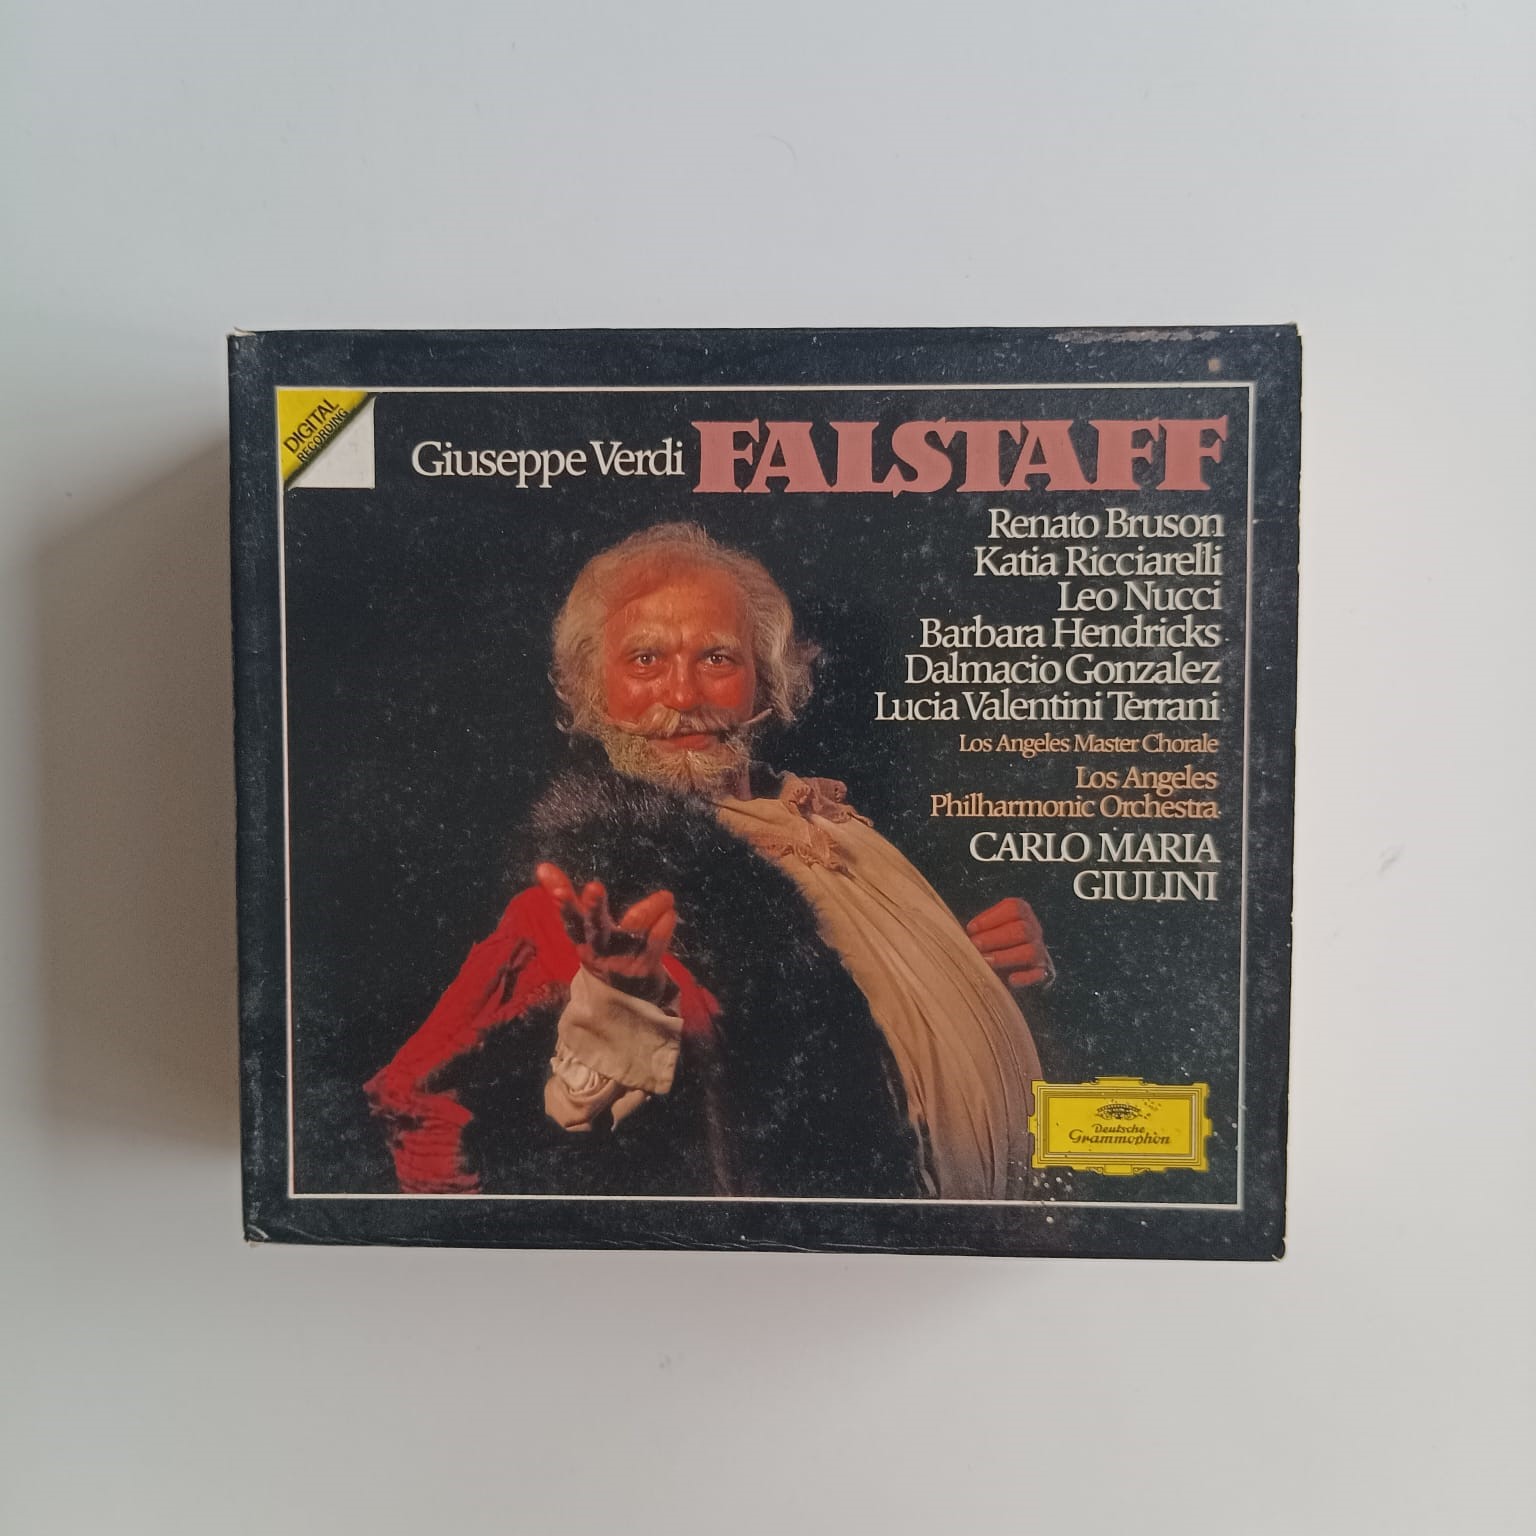 DIGITAL
RECORDING
Giuseppe Verdi FALSTAFF
Renato Bruson
Katia Ricciarelli
Leo Nucci
Barbara Hendricks
Dalmacio Gonzalez
Lucia Valentini Terrani
Los Angeles Master Chorale
Los Angeles
Philharmonic Orchestra
CARLO MARIA
GIULINI
Deutsche
Grammophon